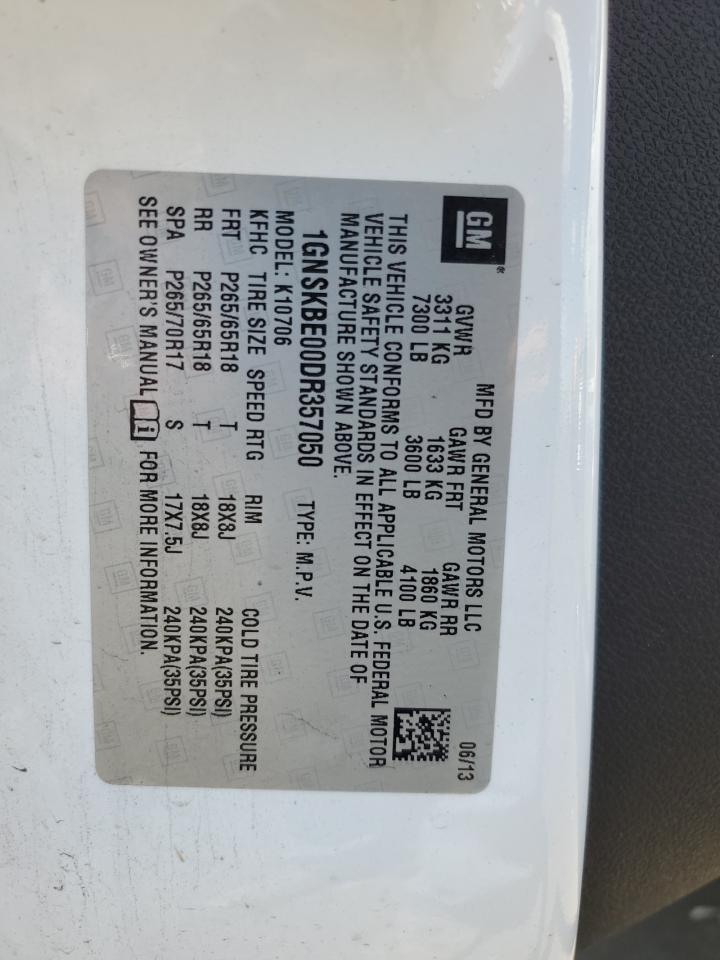 GM®
MFD BY GENERAL MOTORS LLC 06/13
GVWR GAWR FRT GAWR RR
3311 KG 1633 KG 1860 KG
7300 LB 3600 LB 4100 LB
THIS VEHICLE CONFORMS TO ALL APPLICABLE U.S. FEDERAL MOTOR
VEHICLE SAFETY STANDARDS IN EFFECT ON THE DATE OF
MANUFACTURE SHOWN ABOVE.
1GNSKBE00DR357050 TYPE: M.P.V.
MODEL: K10706
KFHC TIRE SIZE SPEED RTG RIM COLD TIRE PRESSURE
FRT P265/65R18 T 18X8J 240KPA(35PSI)
RR P265/65R18 T 18X8J 240KPA(35PSI)
SPA P265/70R17 S 17X7.5J 240KPA(35PSI)
SEE OWNER'S MANUAL i FOR MORE INFORMATION.